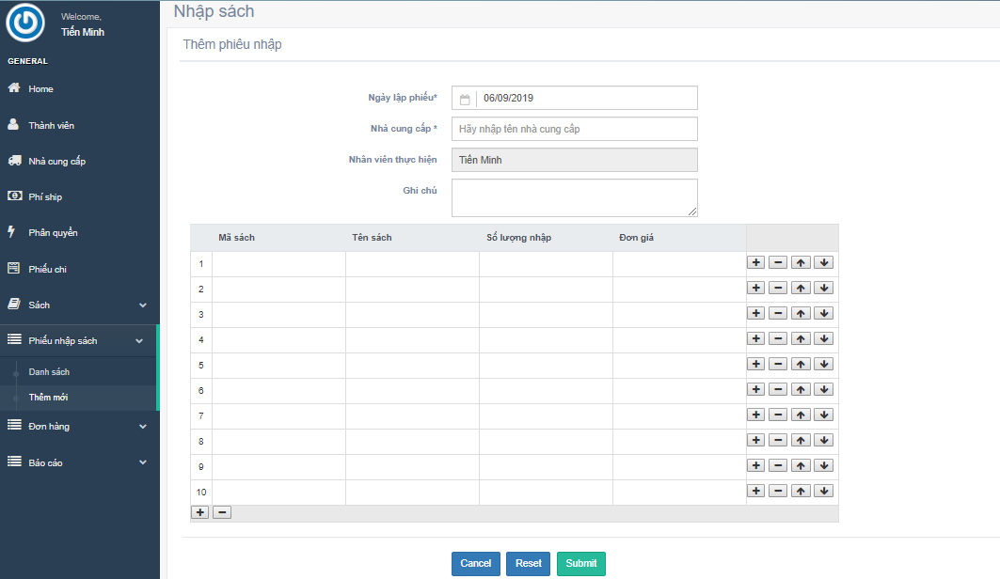 Welcome,
Tiến Minh
GENERAL
Home
Thành viên
Nhà cung cấp
Phí ship
Phân quyền
Phiếu chi
Sách
Phiếu nhập sách
Danh sách
Thêm mới
Đơn hàng
Báo cáo
Nhập sách
Thêm phiếu nhập
Ngày lập phiếu* 06/09/2019
Nhà cung cấp * Hãy nhập tên nhà cung cấp
Nhân viên thực hiện Tiến Minh
Ghi chú
Mã sách Tên sách Số lượng nhập Đơn giá
1
2
3
4
5
6
7
8
9
10
Cancel Reset Submit